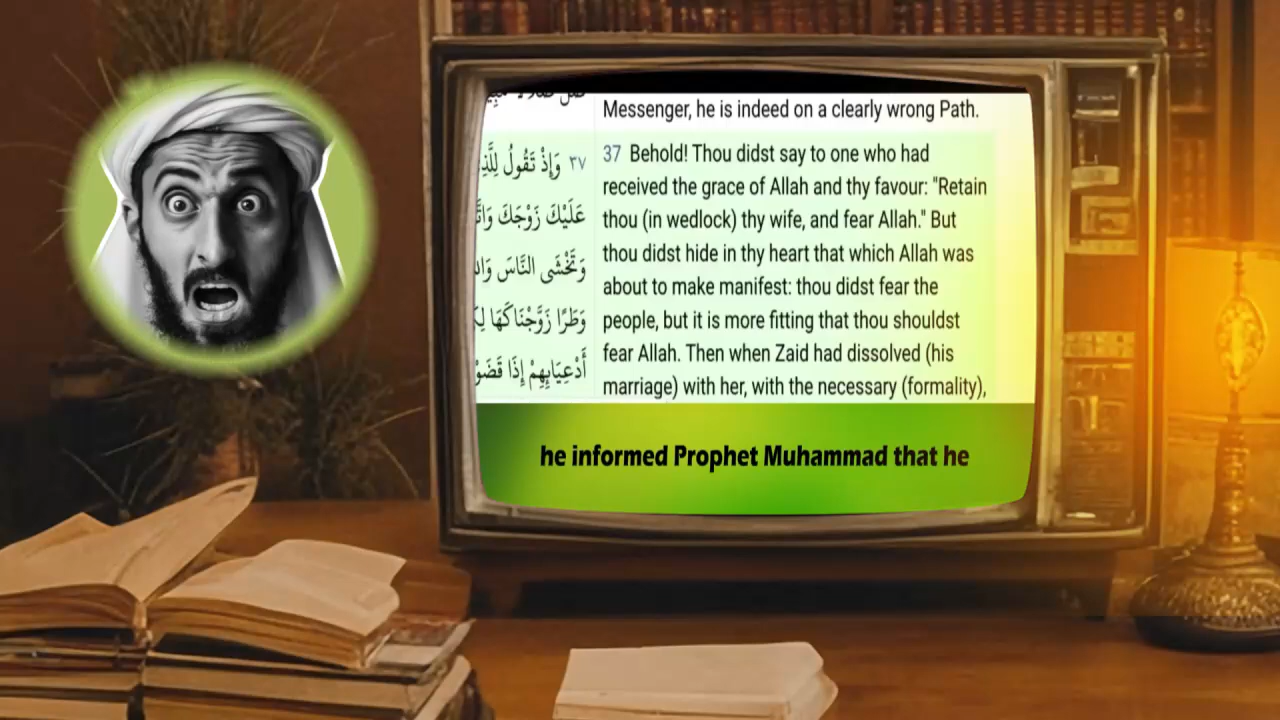 Messenger, he is indeed on a clearly wrong Path.
٣٧ وَإِذْ تَقُولُ
عَلَيْكَ زَوْجَكَ
وَتَخْشَى النَّاسَ
وَطَرًا زَوَّجْنَاكَهَا
أَدْعِيَايِهِمْ إِذَا قَضَوْ
37 Behold! Thou didst say to one who had
received the grace of Allah and thy favour: "Retain
thou (in wedlock) thy wife, and fear Allah." But
thou didst hide in thy heart that which Allah was
about to make manifest: thou didst fear the
people, but it is more fitting that thou shouldst
fear Allah. Then when Zaid had dissolved (his
marriage) with her, with the necessary (formality),
he informed Prophet Muhammad that he